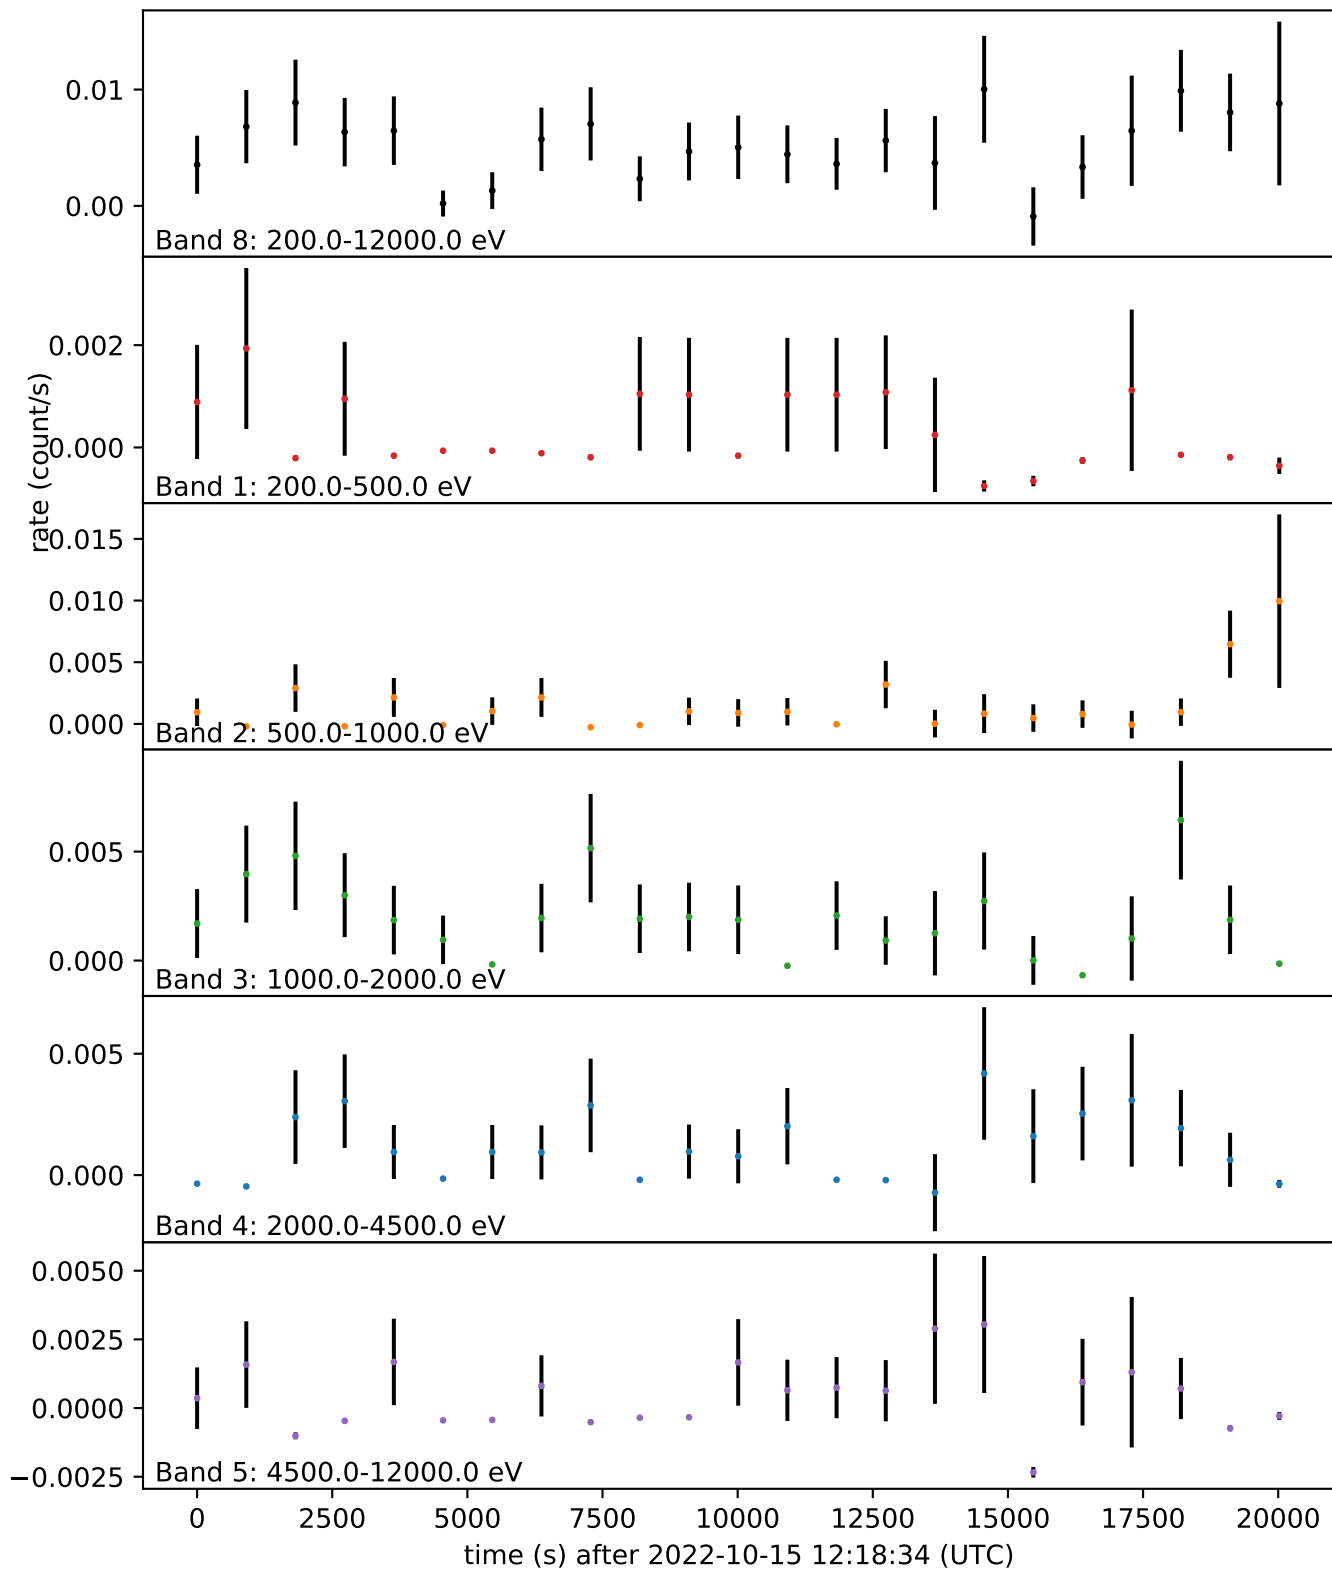 0.01
0.00
Band 8: 200.0-12000.0 eV
0.002
0.000
Band 1: 200.0-500.0 eV
rate (count/s)
0.015
0.010
0.005
0.000
Band 2: 500.0-1000.0 eV
0.005
0.000
Band 3: 1000.0-2000.0 eV
0.005
0.000
Band 4: 2000.0-4500.0 eV
0.0050
0.0025
0.0000
−0.0025
Band 5: 4500.0-12000.0 eV
0 2500 5000 7500 10000 12500 15000 17500 20000
time (s) after 2022-10-15 12:18:34 (UTC)